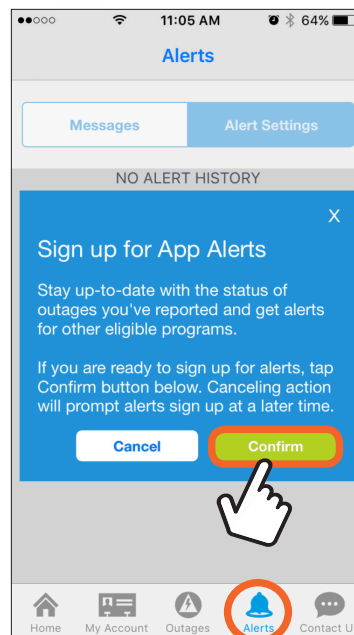 11:05 AM 64%
Alerts
Messages Alert Settings
NO ALERT HISTORY
X
Sign up for App Alerts
Stay up-to-date with the status of
outages you've reported and get alerts
for other eligible programs.
If you are ready to sign up for alerts, tap
Confirm button below. Canceling action
will prompt alerts sign up at a later time.
Cancel Confirm
Home My Account Outages Alerts Contact U